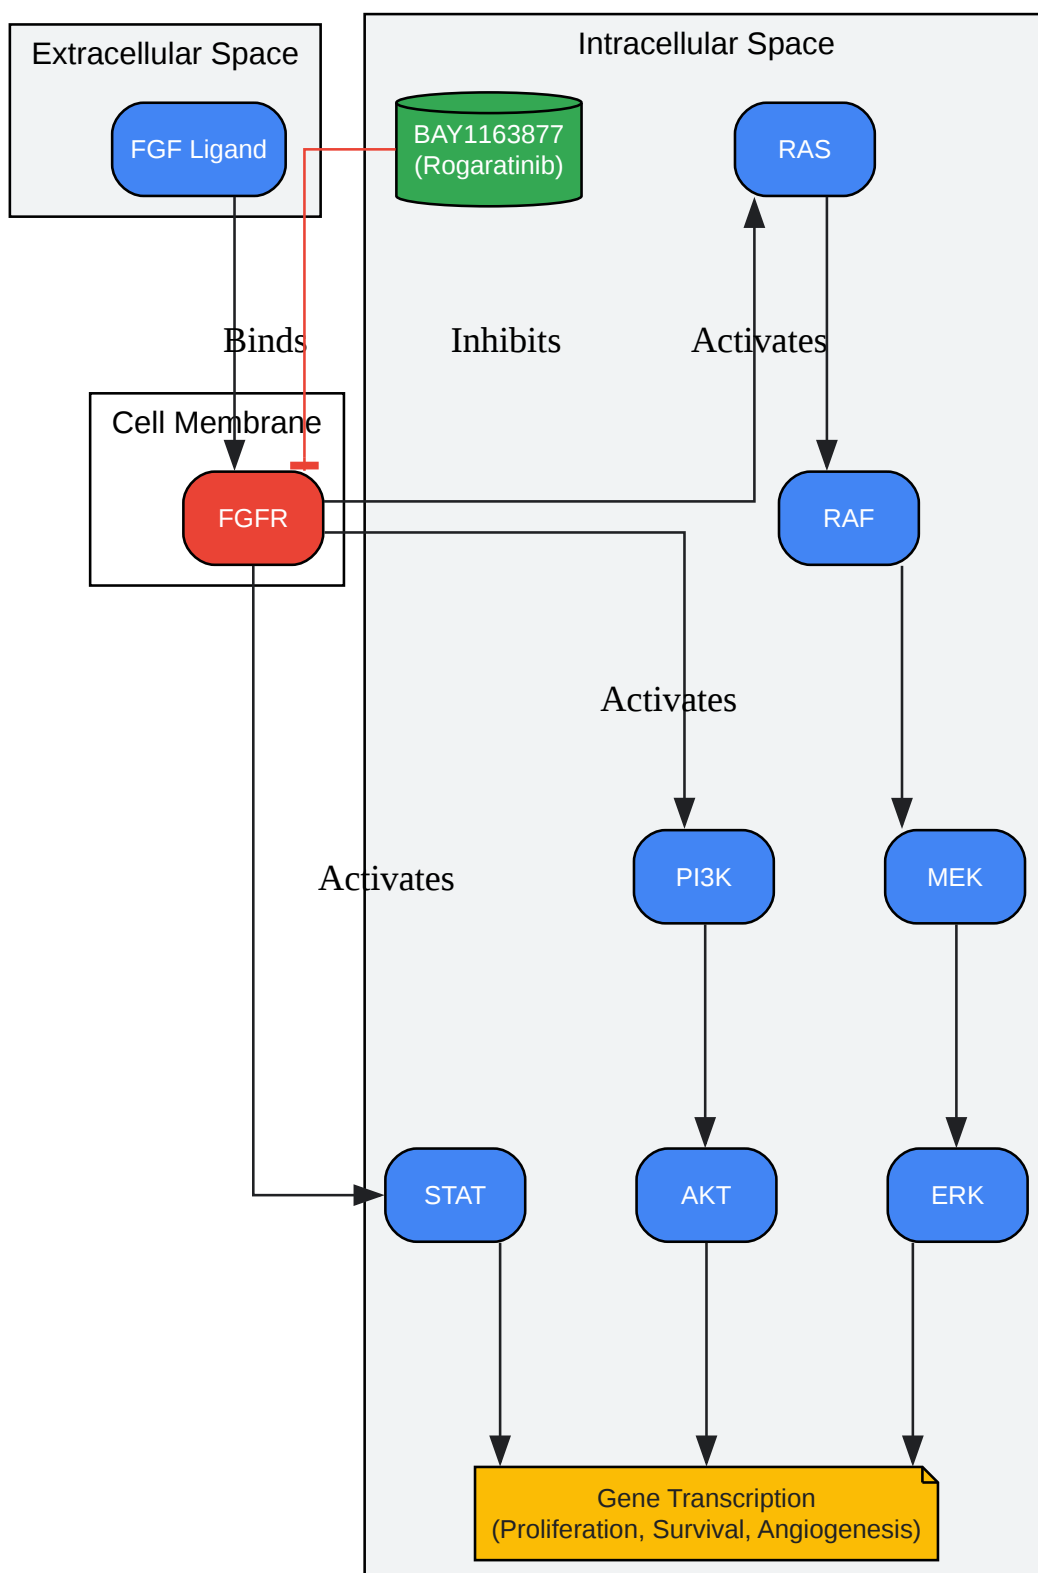 Extracellular Space
Intracellular Space
FGF Ligand
BAY1163877
(Rogaratinib)
RAS
Binds
Inhibits
Activates
Cell Membrane
FGFR
RAF
Activates
Activates
PI3K
MEK
STAT
AKT
ERK
Gene Transcription
(Proliferation, Survival, Angiogenesis)